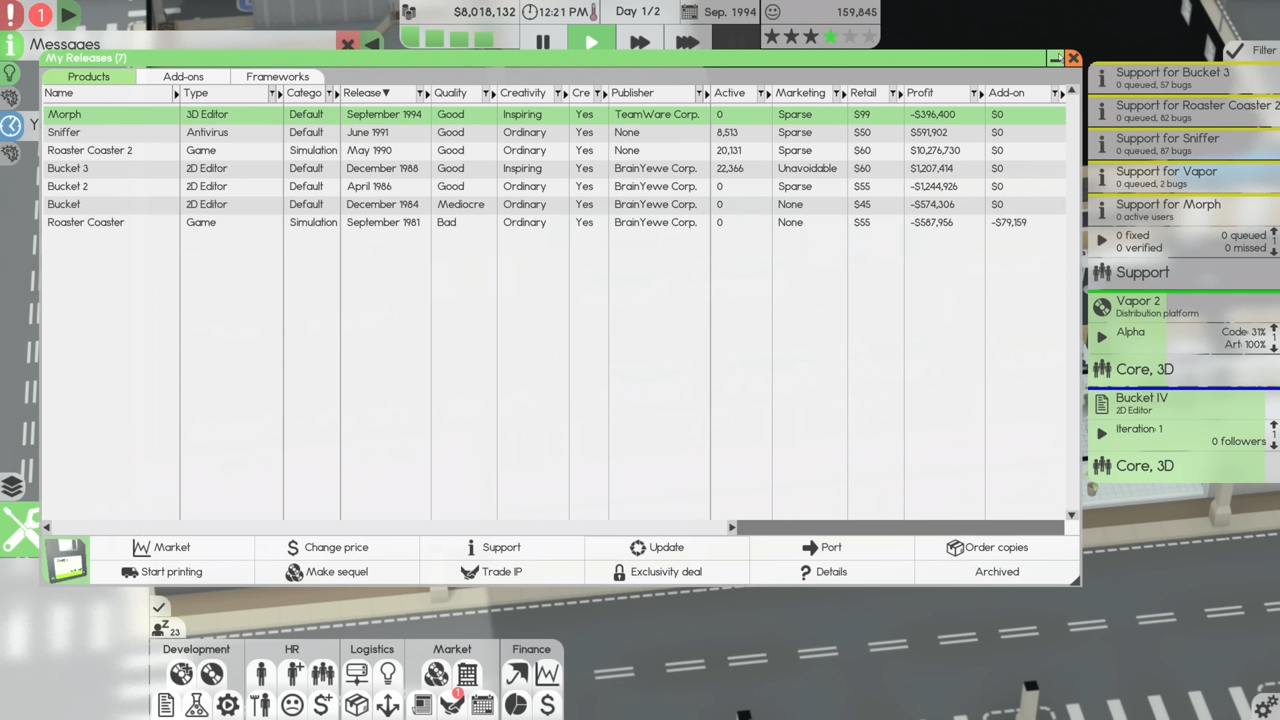 1
$8,018,132 12:21 PM Day 1/2 Sep. 1994 159,845
Messages
Filter
My Releases (7)
Products Add-ons Frameworks
Name Type Catego Release▼ Quality Creativity Cre Publisher Active Marketing Retail Profit Add-on
Morph 3D Editor Default September 1994 Good Inspiring Yes TeamWare Corp. 0 Sparse $99 -$396,400 $0
Sniffer Antivirus Default June 1991 Good Ordinary Yes None 8,513 Sparse $50 $591,902 $0
Roaster Coaster 2 Game Simulation May 1990 Good Ordinary Yes None 20,131 Sparse $60 $10,276,730 $0
Bucket 3 2D Editor Default December 1988 Good Inspiring Yes BrainYewe Corp. 22,366 Unavoidable $60 $1,207,414 $0
Bucket 2 2D Editor Default April 1986 Good Ordinary Yes BrainYewe Corp. 0 Sparse $55 -$1,244,926 $0
Bucket 2D Editor Default December 1984 Mediocre Ordinary Yes BrainYewe Corp. 0 None $45 -$574,306 $0
Roaster Coaster Game Simulation September 1981 Bad Ordinary Yes BrainYewe Corp. 0 None $55 -$587,956 -$79,159
Market Change price Support Update Port Order copies
Start printing Make sequel Trade IP Exclusivity deal Details Archived
Support for Bucket 3
0 queued, 57 bugs
Support for Roaster Coaster 2
0 queued, 82 bugs
Support for Sniffer
0 queued, 87 bugs
Support for Vapor
0 queued, 2 bugs
Support for Morph
0 active users
0 fixed 0 queued
0 verified 0 missed
1
Support
Vapor 2
Distribution platform
Alpha Code: 31%
Art: 100%
1
Core, 3D
Bucket IV
2D Editor
Iteration: 1
0 followers
1
Core, 3D
Y
Z 23
Development HR Logistics Market Finance
1